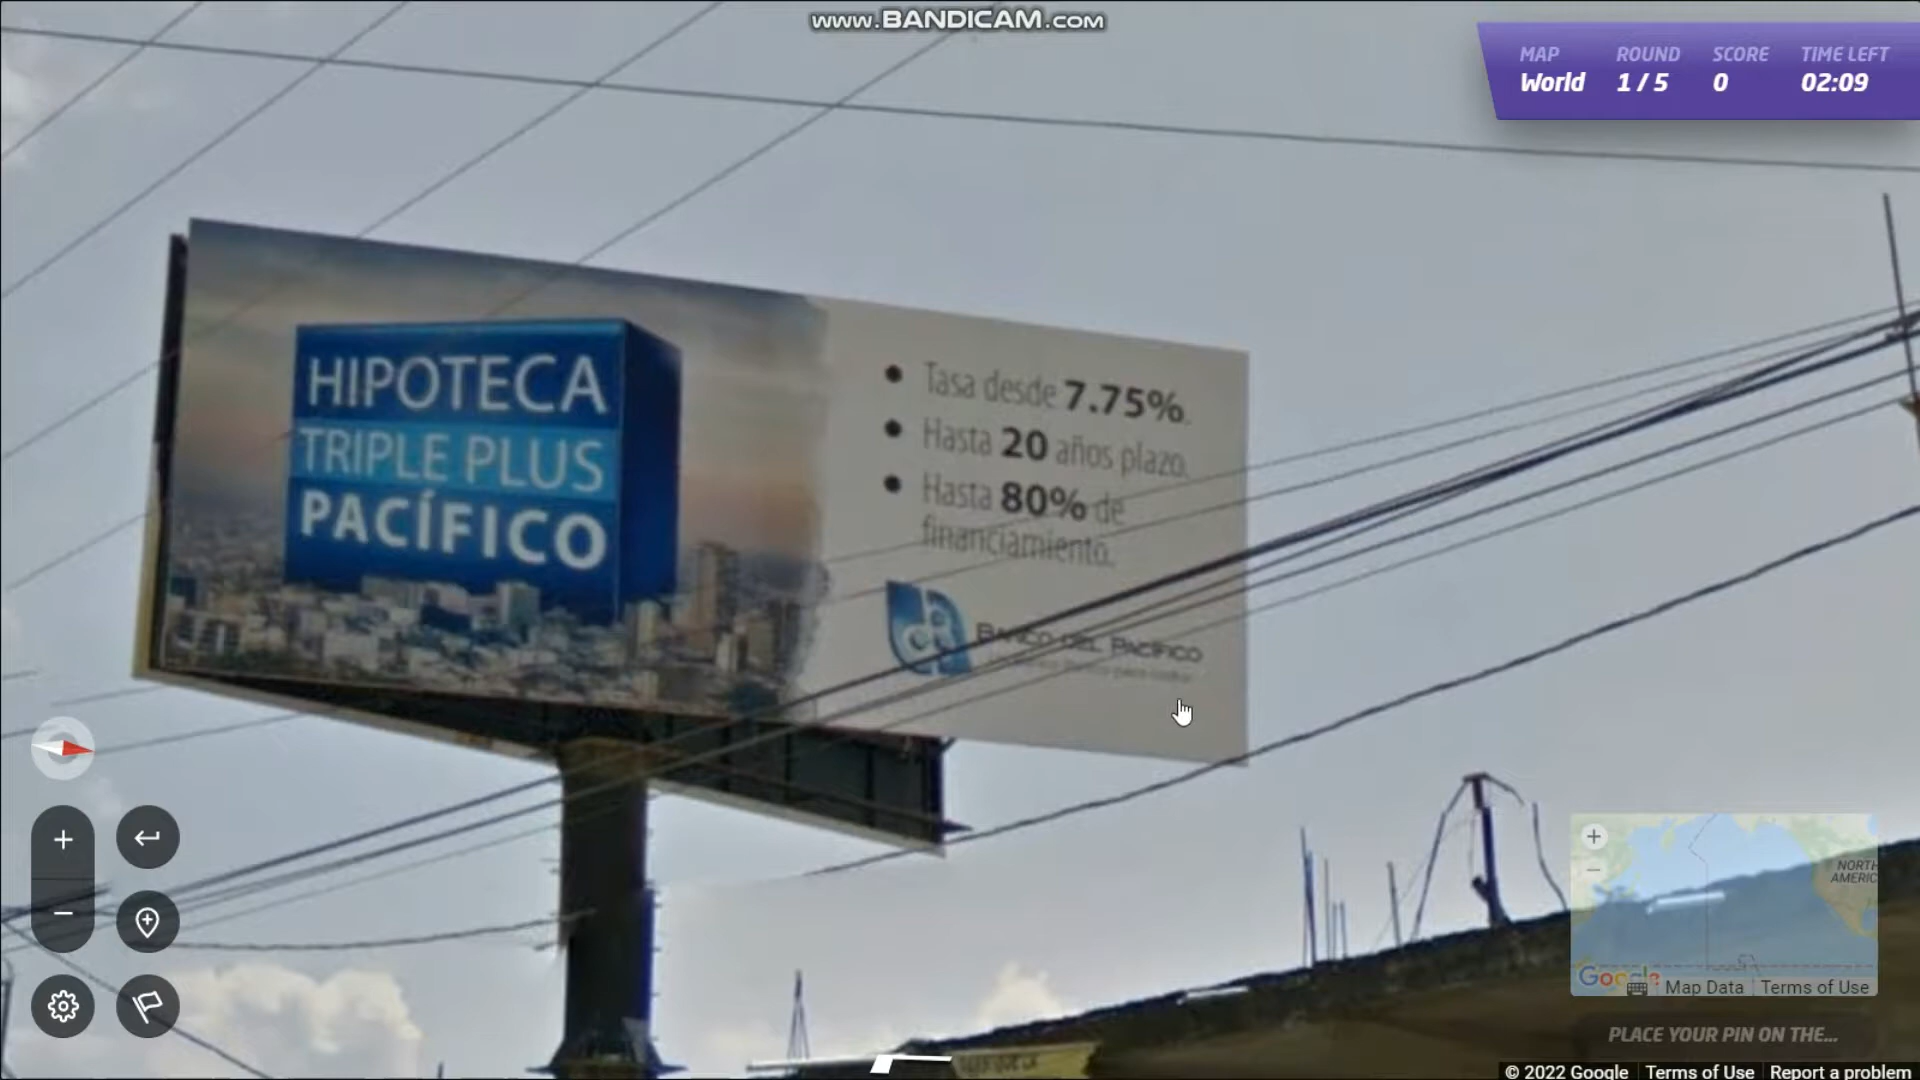 www.BANDICAM.com
MAP ROUND SCORE TIME LEFT
World 1 / 5 0 02:09
HIPOTECA
TRIPLE PLUS
PACÍFICO
• Tasa desde 7.75%.
• Hasta 20 años plazo.
• Hasta 80% de
financiamiento.
BANCO DEL PACIFICO
NORTH
AMERIC
Google Map Data Terms of Use
PLACE YOUR PIN ON THE...
© 2022 Google Terms of Use Report a problem